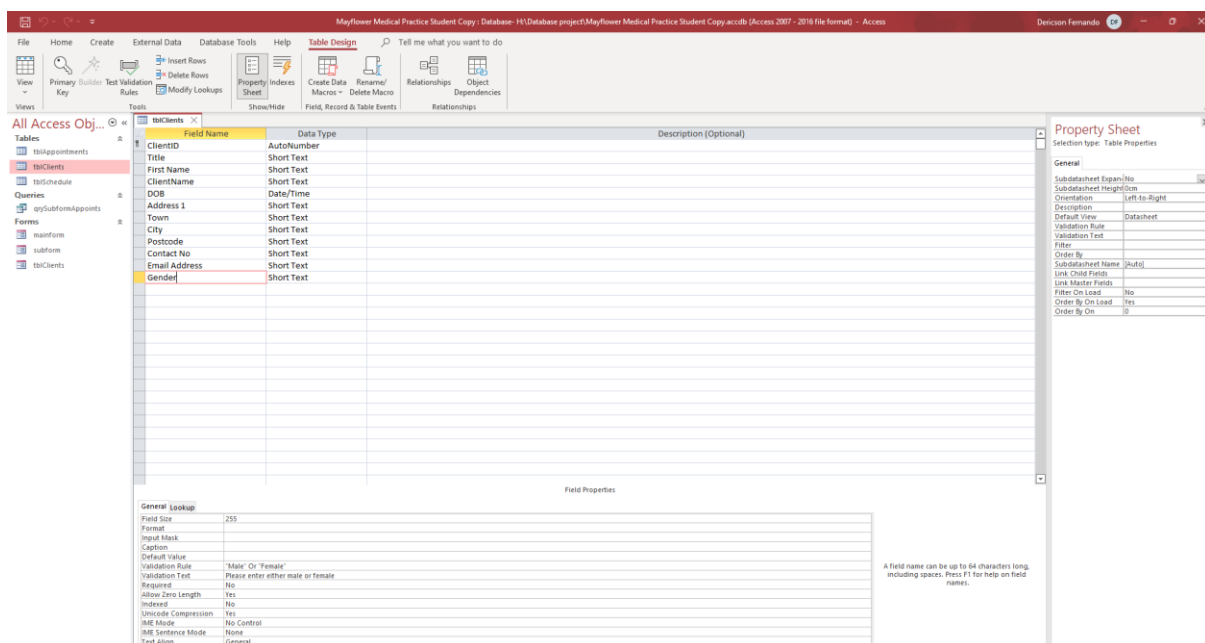 Mayflower Medical Practice Student Copy : Database- H:\Database project\Mayflower Medical Practice Student Copy.accdb (Access 2007 - 2016 file format) - Access
Dericson Fernando DF
File Home Create External Data Database Tools Help Table Design Tell me what you want to do
View
Primary Key
Builder
Test Validation Rules
Insert Rows
Delete Rows
Modify Lookups
Property Sheet
Indexes
Create Data Macros
Rename/ Delete Macro
Relationships
Object Dependencies
Views Tools Show/Hide Field, Record & Table Events Relationships
All Access Obj...
Tables
tblAppointments
tblClients
tblSchedule
Queries
qrySubformAppoints
Forms
mainform
subform
tblClients
tblClients
Field Name Data Type Description (Optional)
ClientID AutoNumber
Title Short Text
First Name Short Text
ClientName Short Text
DOB Date/Time
Address 1 Short Text
Town Short Text
City Short Text
Postcode Short Text
Contact No Short Text
Email Address Short Text
Gender Short Text
Field Properties
General Lookup
Field Size 255
Format
Input Mask
Caption
Default Value
Validation Rule "Male" Or "Female"
Validation Text Please enter either male or female
Required No
Allow Zero Length Yes
Indexed No
Unicode Compression Yes
IME Mode No Control
IME Sentence Mode None
Text Align General
A field name can be up to 64 characters long,
including spaces. Press F1 for help on field
names.
Property Sheet
Selection type: Table Properties
General
Subdatasheet Expan No
Subdatasheet Height 0cm
Orientation Left-to-Right
Description
Default View Datasheet
Validation Rule
Validation Text
Filter
Order By
Subdatasheet Name [Auto]
Link Child Fields
Link Master Fields
Filter On Load No
Order By On Load Yes
Order By On 0